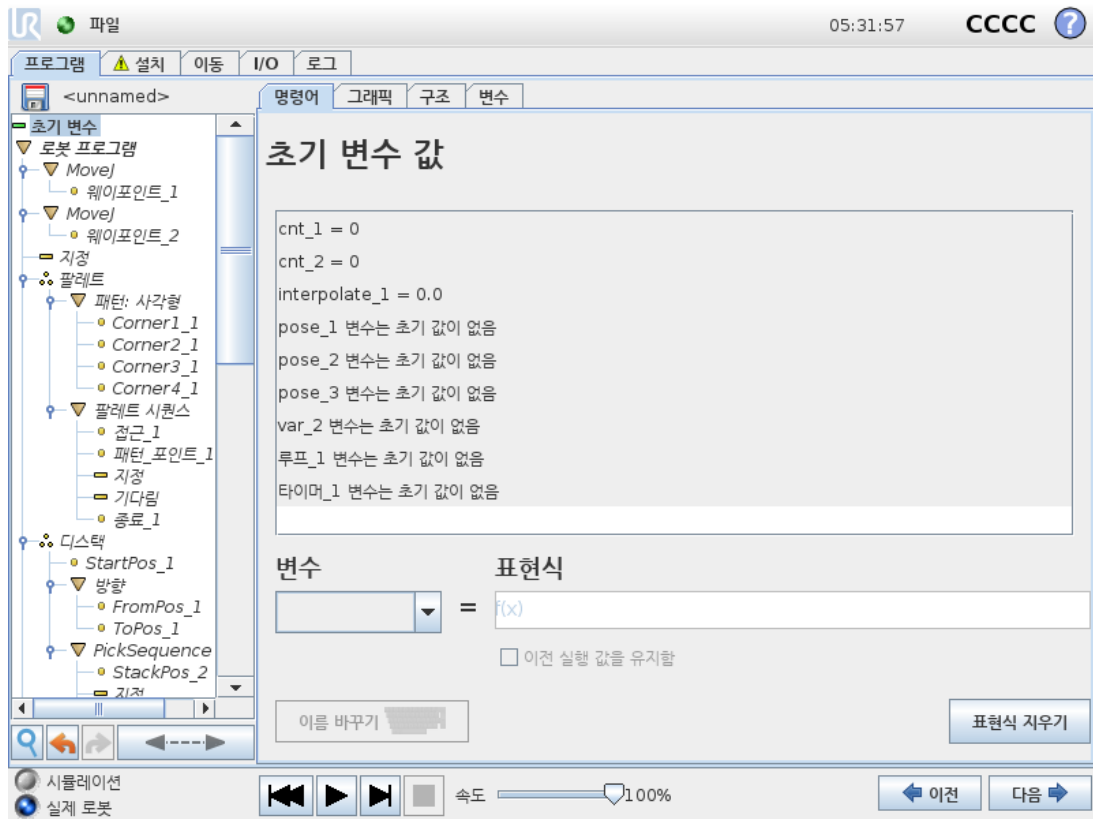 UR
파일
05:31:57
CCCC
?
프로그램
설치
이동
I/O
로그
<unnamed>
명령어
그래픽
구조
변수
초기 변수
로봇 프로그램
MoveJ
웨이포인트_1
MoveJ
웨이포인트_2
지정
팔레트
패턴: 사각형
Corner1_1
Corner2_1
Corner3_1
Corner4_1
팔레트 시퀀스
접근_1
패턴_포인트_1
지정
기다림
종료_1
디스택
StartPos_1
방향
FromPos_1
ToPos_1
PickSequence
StackPos_2
지정
초기 변수 값
cnt_1 = 0
cnt_2 = 0
interpolate_1 = 0.0
pose_1 변수는 초기 값이 없음
pose_2 변수는 초기 값이 없음
pose_3 변수는 초기 값이 없음
var_2 변수는 초기 값이 없음
루프_1 변수는 초기 값이 없음
타이머_1 변수는 초기 값이 없음
변수
표현식
=
f(x)
이전 실행 값을 유지함
이름 바꾸기
표현식 지우기
시뮬레이션
실제 로봇
속도
100%
이전
다음